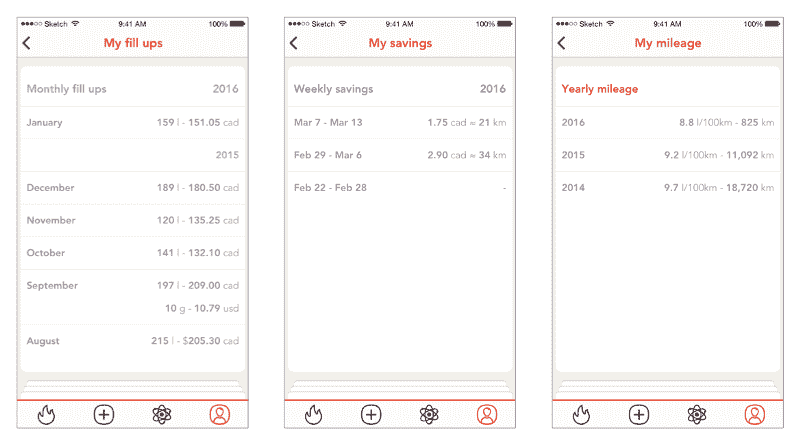 ●●●○○ Sketch 9:41 AM 100%
My fill ups
Monthly fill ups 2016
January 159 l - 151.05 cad
2015
December 189 l - 180.50 cad
November 120 l - 135.25 cad
October 141 l - 132.10 cad
September 197 l - 209.00 cad
10 g - 10.79 usd
August 215 l - $205.30 cad
●●●○○ Sketch 9:41 AM 100%
My savings
Weekly savings 2016
Mar 7 - Mar 13 1.75 cad ≈ 21 km
Feb 29 - Mar 6 2.90 cad ≈ 34 km
Feb 22 - Feb 28 -
●●●○○ Sketch 9:41 AM 100%
My mileage
Yearly mileage
2016 8.8 l/100km - 825 km
2015 9.2 l/100km - 11,092 km
2014 9.7 l/100km - 18,720 km